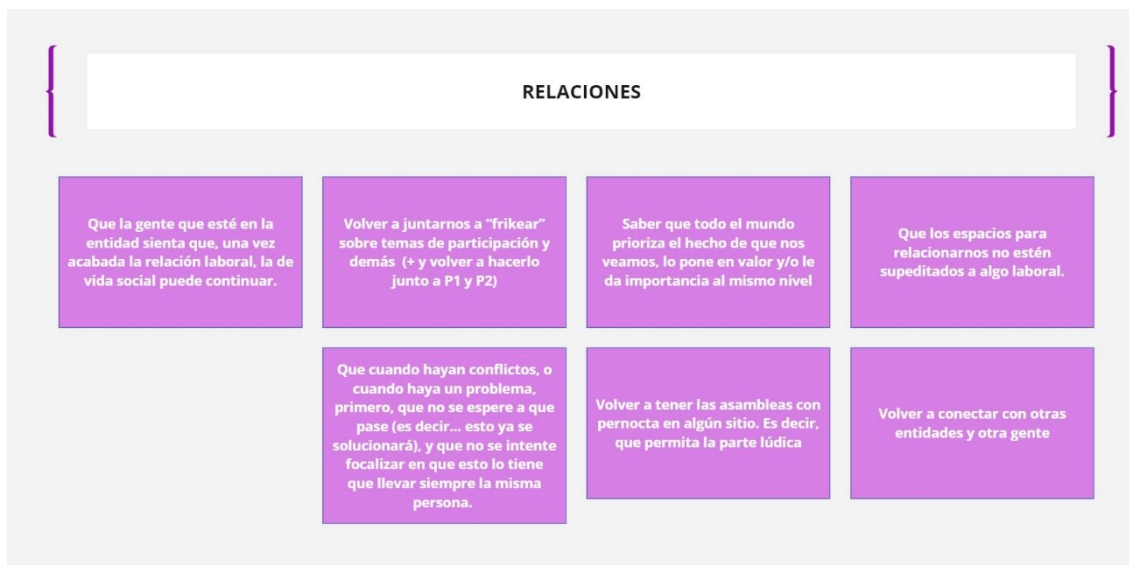 RELACIONES
Que la gente que esté en la
entidad sienta que, una vez
acabada la relación laboral, la de
vida social puede continuar.
Volver a juntarnos a "frikear"
sobre temas de participación y
demás (+ y volver a hacerlo
junto a P1 y P2)
Saber que todo el mundo
prioriza el hecho de que nos
veamos, lo pone en valor y/o le
da importancia al mismo nivel
Que los espacios para
relacionarnos no estén
supeditados a algo laboral.
Que cuando hayan conflictos, o
cuando haya un problema,
primero, que no se espere a que
pase (es decir... esto ya se
solucionará), y que no se intente
focalizar en que esto lo tiene
que llevar siempre la misma
persona.
Volver a tener las asambleas con
pernocta en algún sitio. Es decir,
que permita la parte lúdica
Volver a conectar con otras
entidades y otra gente